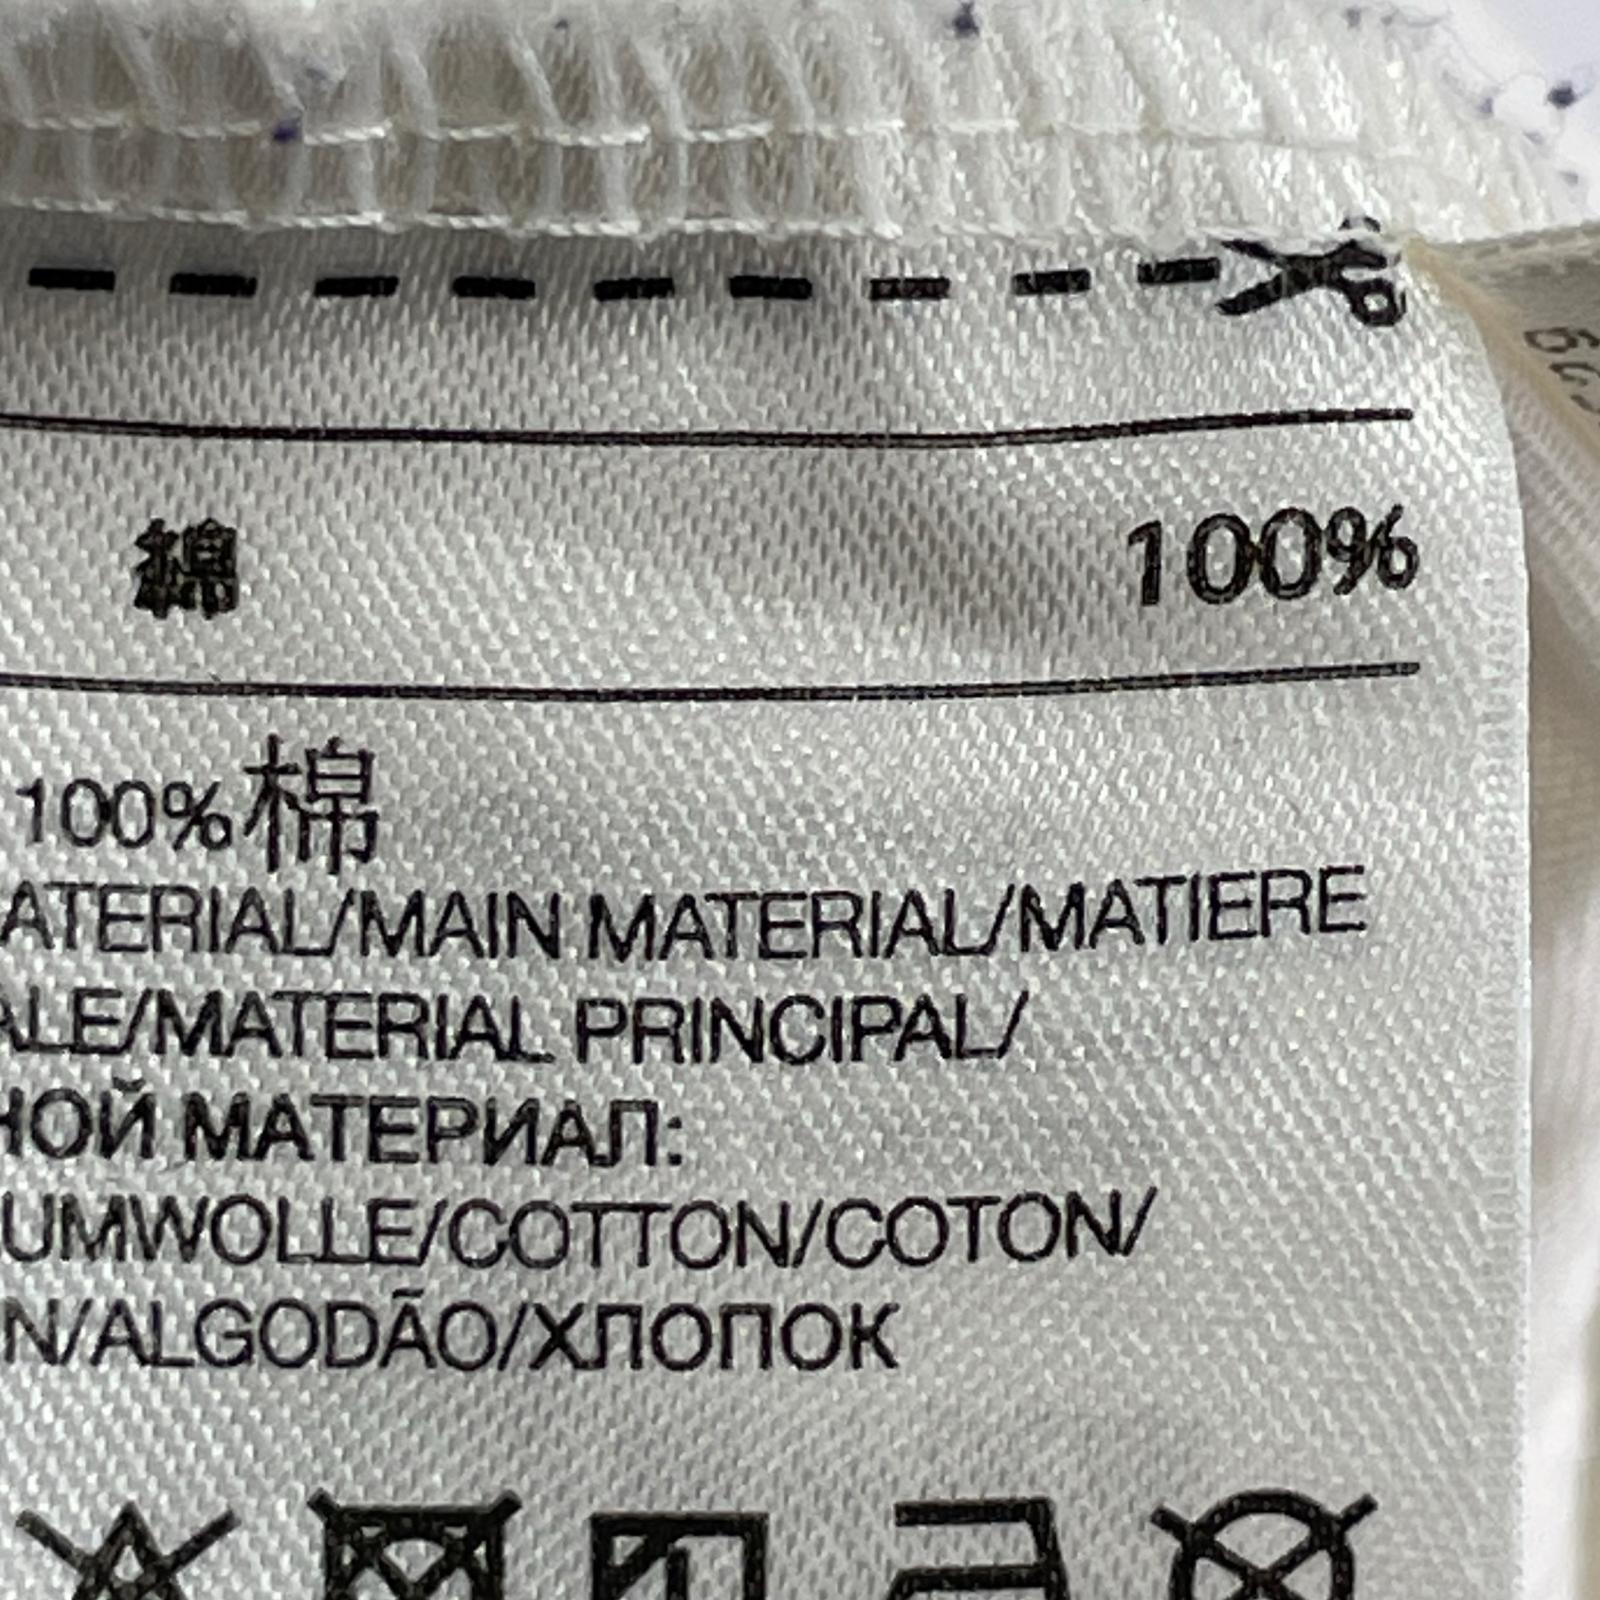 綿 100%
100%棉
ATERIAL/MAIN MATERIAL/MATIERE
ALE/MATERIAL PRINCIPAL/
НОЙ МАТЕРИАЛ:
UMWOLLE/COTTON/COTON/
N/ALGODÃO/ХЛОПОК